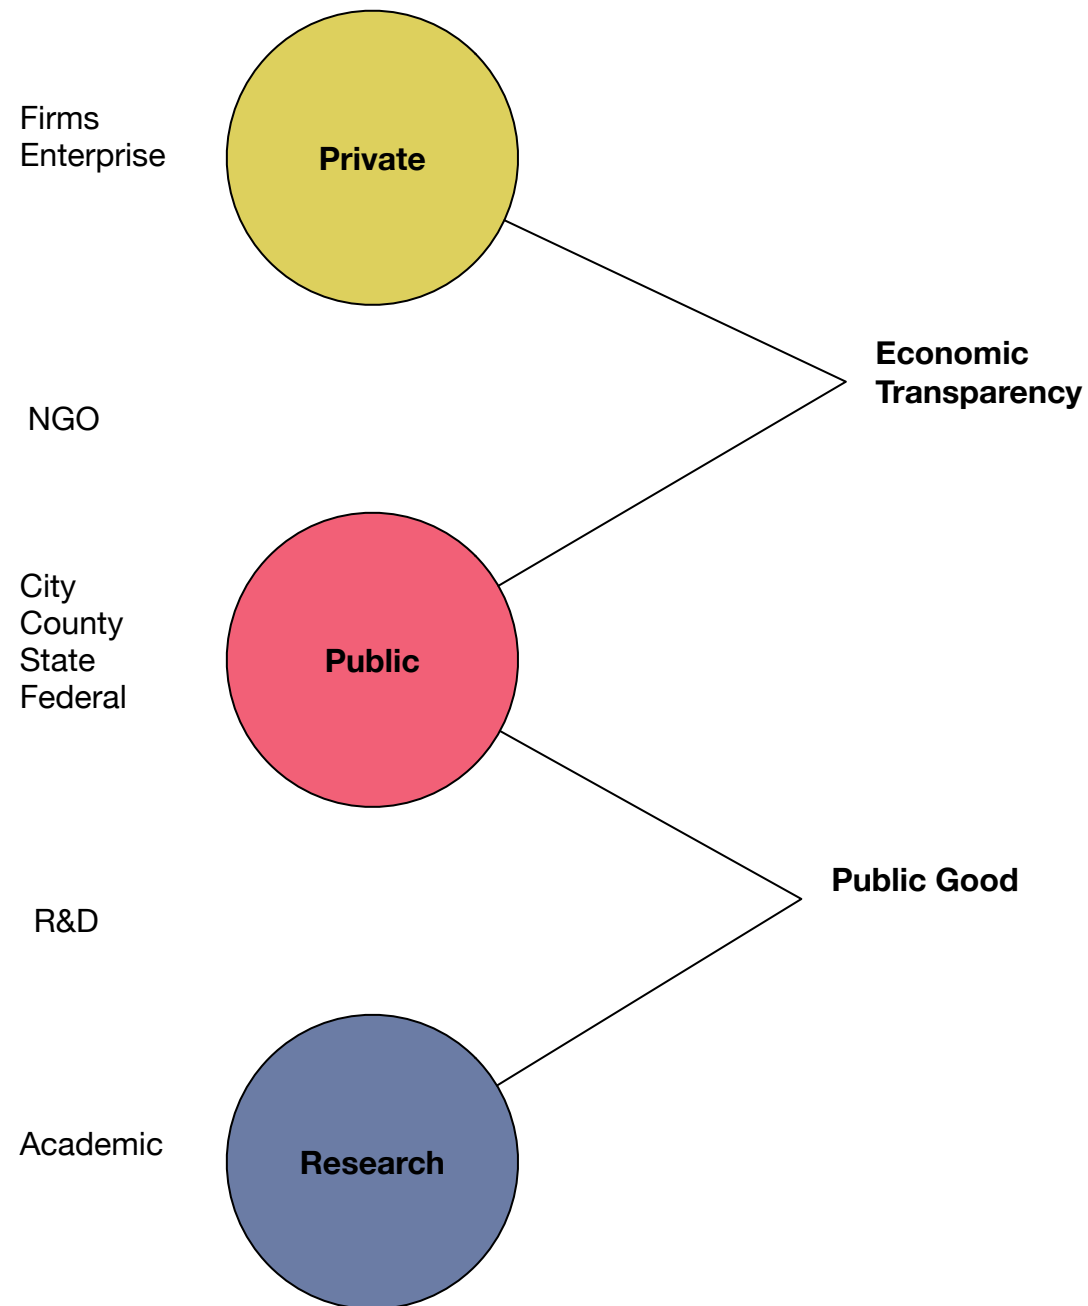 Firms
Enterprise
Private
Economic
Transparency
NGO
City
County
State
Federal
Public
Public Good
R&D
Academic
Research